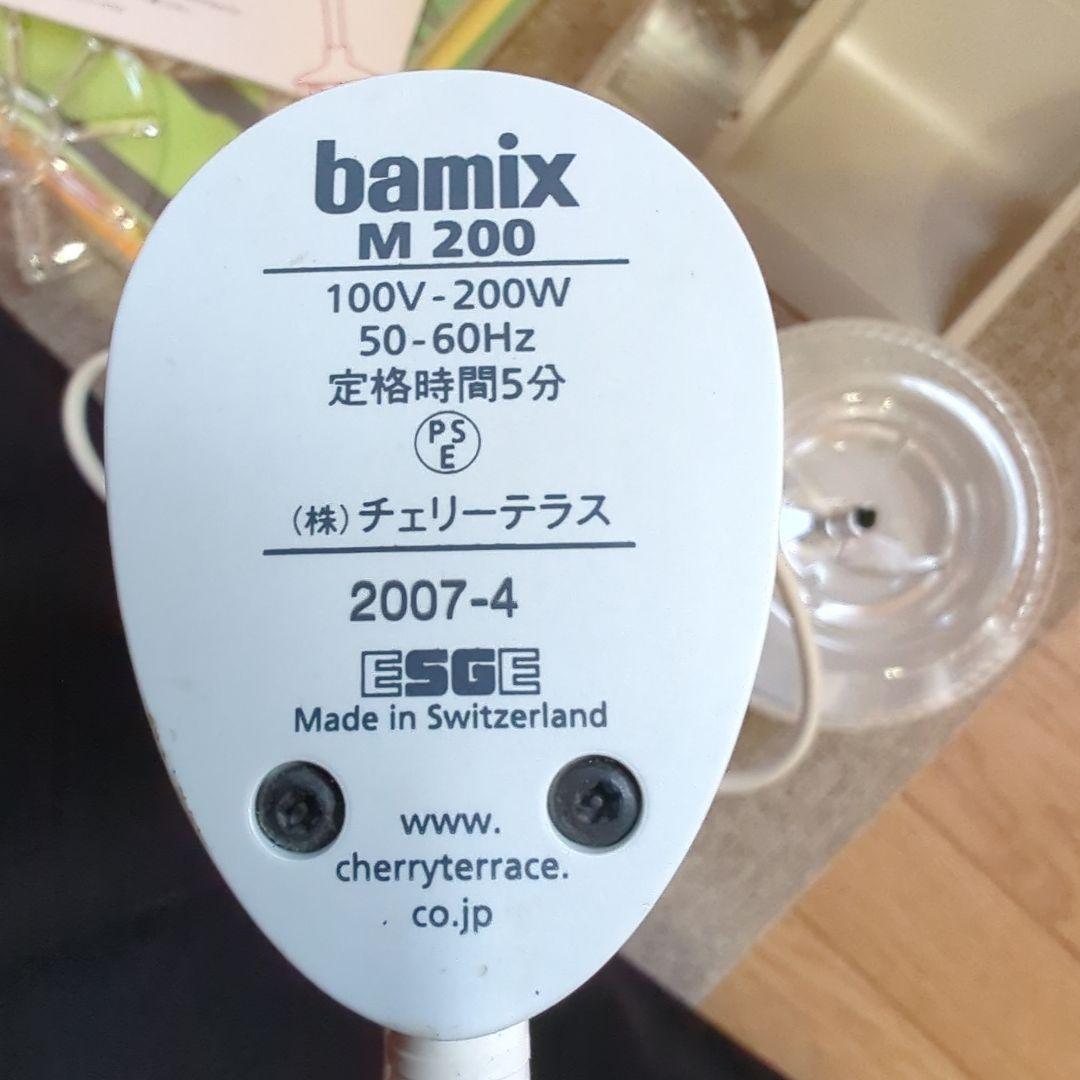 bamix
M 200
100V-200W
50-60Hz
定格時間5分
PS
E
(株)チェリーテラス
2007-4
ESGE
Made in Switzerland
www.
cherryterrace.
co.jp